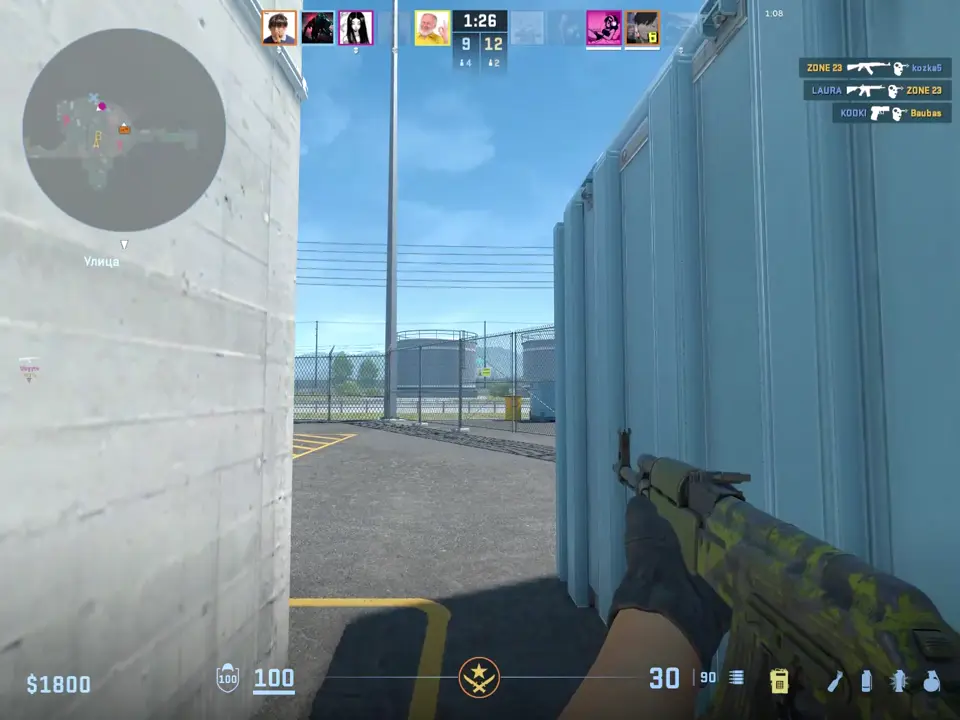 1:26
9 12
4 2
1:08
ZONE 23 kozka5
LAURA ZONE 23
KODKI Baubas
Улица
$1800
100
100
30 90